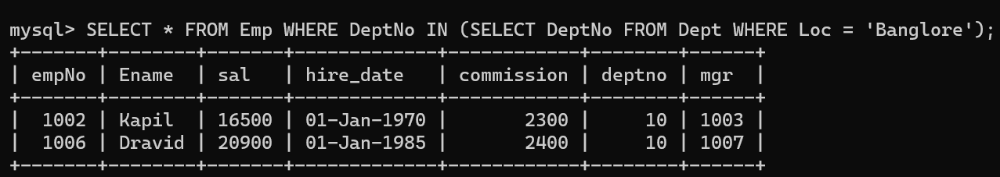 mysql> SELECT * FROM Emp WHERE DeptNo IN (SELECT DeptNo FROM Dept WHERE Loc = 'Banglore');
+-------+--------+-------+-------------+------------+--------+------+
| empNo | Ename  | sal   | hire_date   | commission | deptno | mgr  |
+-------+--------+-------+-------------+------------+--------+------+
|  1002 | Kapil  | 16500 | 01-Jan-1970 |       2300 |     10 | 1003 |
|  1006 | Dravid | 20900 | 01-Jan-1985 |       2400 |     10 | 1007 |
+-------+--------+-------+-------------+------------+--------+------+